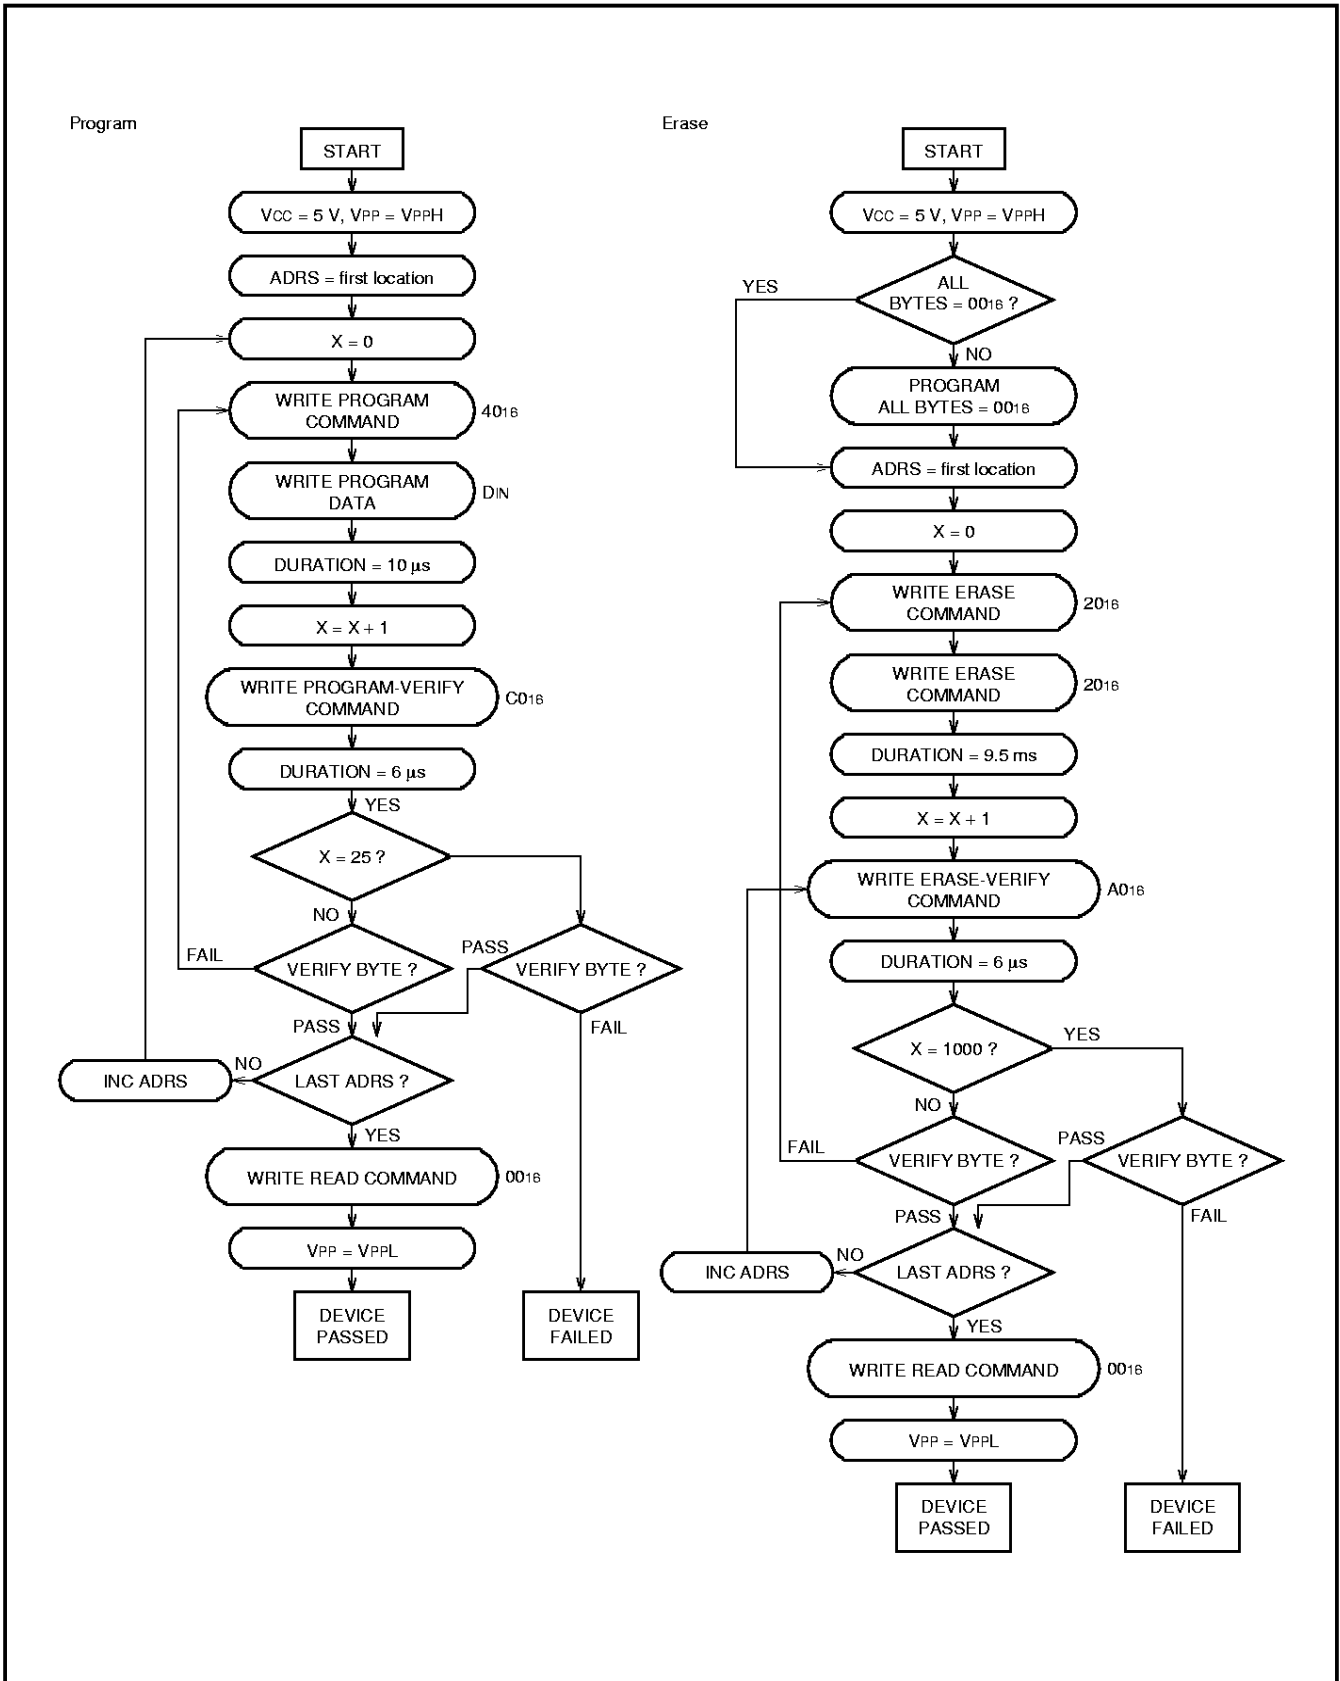 Program
START
VCC = 5 V, VPP = VPPH
ADRS = first location
X = 0
WRITE PROGRAM
COMMAND
4016
WRITE PROGRAM
DATA
DIN
DURATION = 10 µs
X = X + 1
WRITE PROGRAM-VERIFY
COMMAND
C016
DURATION = 6 µs
YES
X = 25 ?
NO
FAIL
VERIFY BYTE ?
PASS
VERIFY BYTE ?
PASS
FAIL
INC ADRS
NO
LAST ADRS ?
YES
WRITE READ COMMAND
0016
VPP = VPPL
DEVICE
PASSED
DEVICE
FAILED
Erase
START
VCC = 5 V, VPP = VPPH
YES
ALL
BYTES = 0016 ?
NO
PROGRAM
ALL BYTES = 0016
ADRS = first location
X = 0
WRITE ERASE
COMMAND
2016
WRITE ERASE
COMMAND
2016
DURATION = 9.5 ms
X = X + 1
WRITE ERASE-VERIFY
COMMAND
A016
DURATION = 6 µs
X = 1000 ?
YES
NO
FAIL
VERIFY BYTE ?
PASS
VERIFY BYTE ?
PASS
FAIL
INC ADRS
NO
LAST ADRS ?
YES
WRITE READ COMMAND
0016
VPP = VPPL
DEVICE
PASSED
DEVICE
FAILED